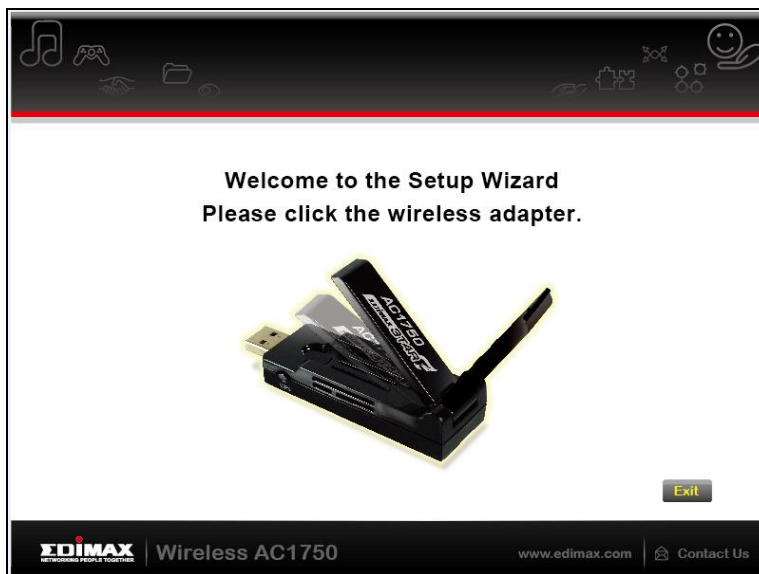 Welcome to the Setup Wizard
Please click the wireless adapter.
AC1750
EDIMAX
Exit
EDIMAX
NETWORKING PEOPLE TOGETHER
Wireless AC1750
www.edimax.com
Contact Us